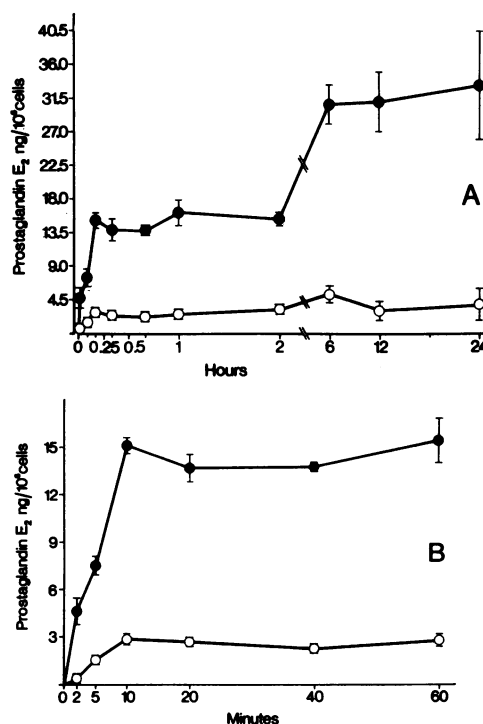 Prostaglandin E₂ ng/10⁶cells
40.5
36.0
31.5
27.0
22.5
18.0
13.5
9.0
4.5
A
0 0.25 0.5 1 2 6 12 24
Hours
Prostaglandin E₂ ng/10⁶cells
15
12
9
6
3
B
0 2 5 10 20 40 60
Minutes